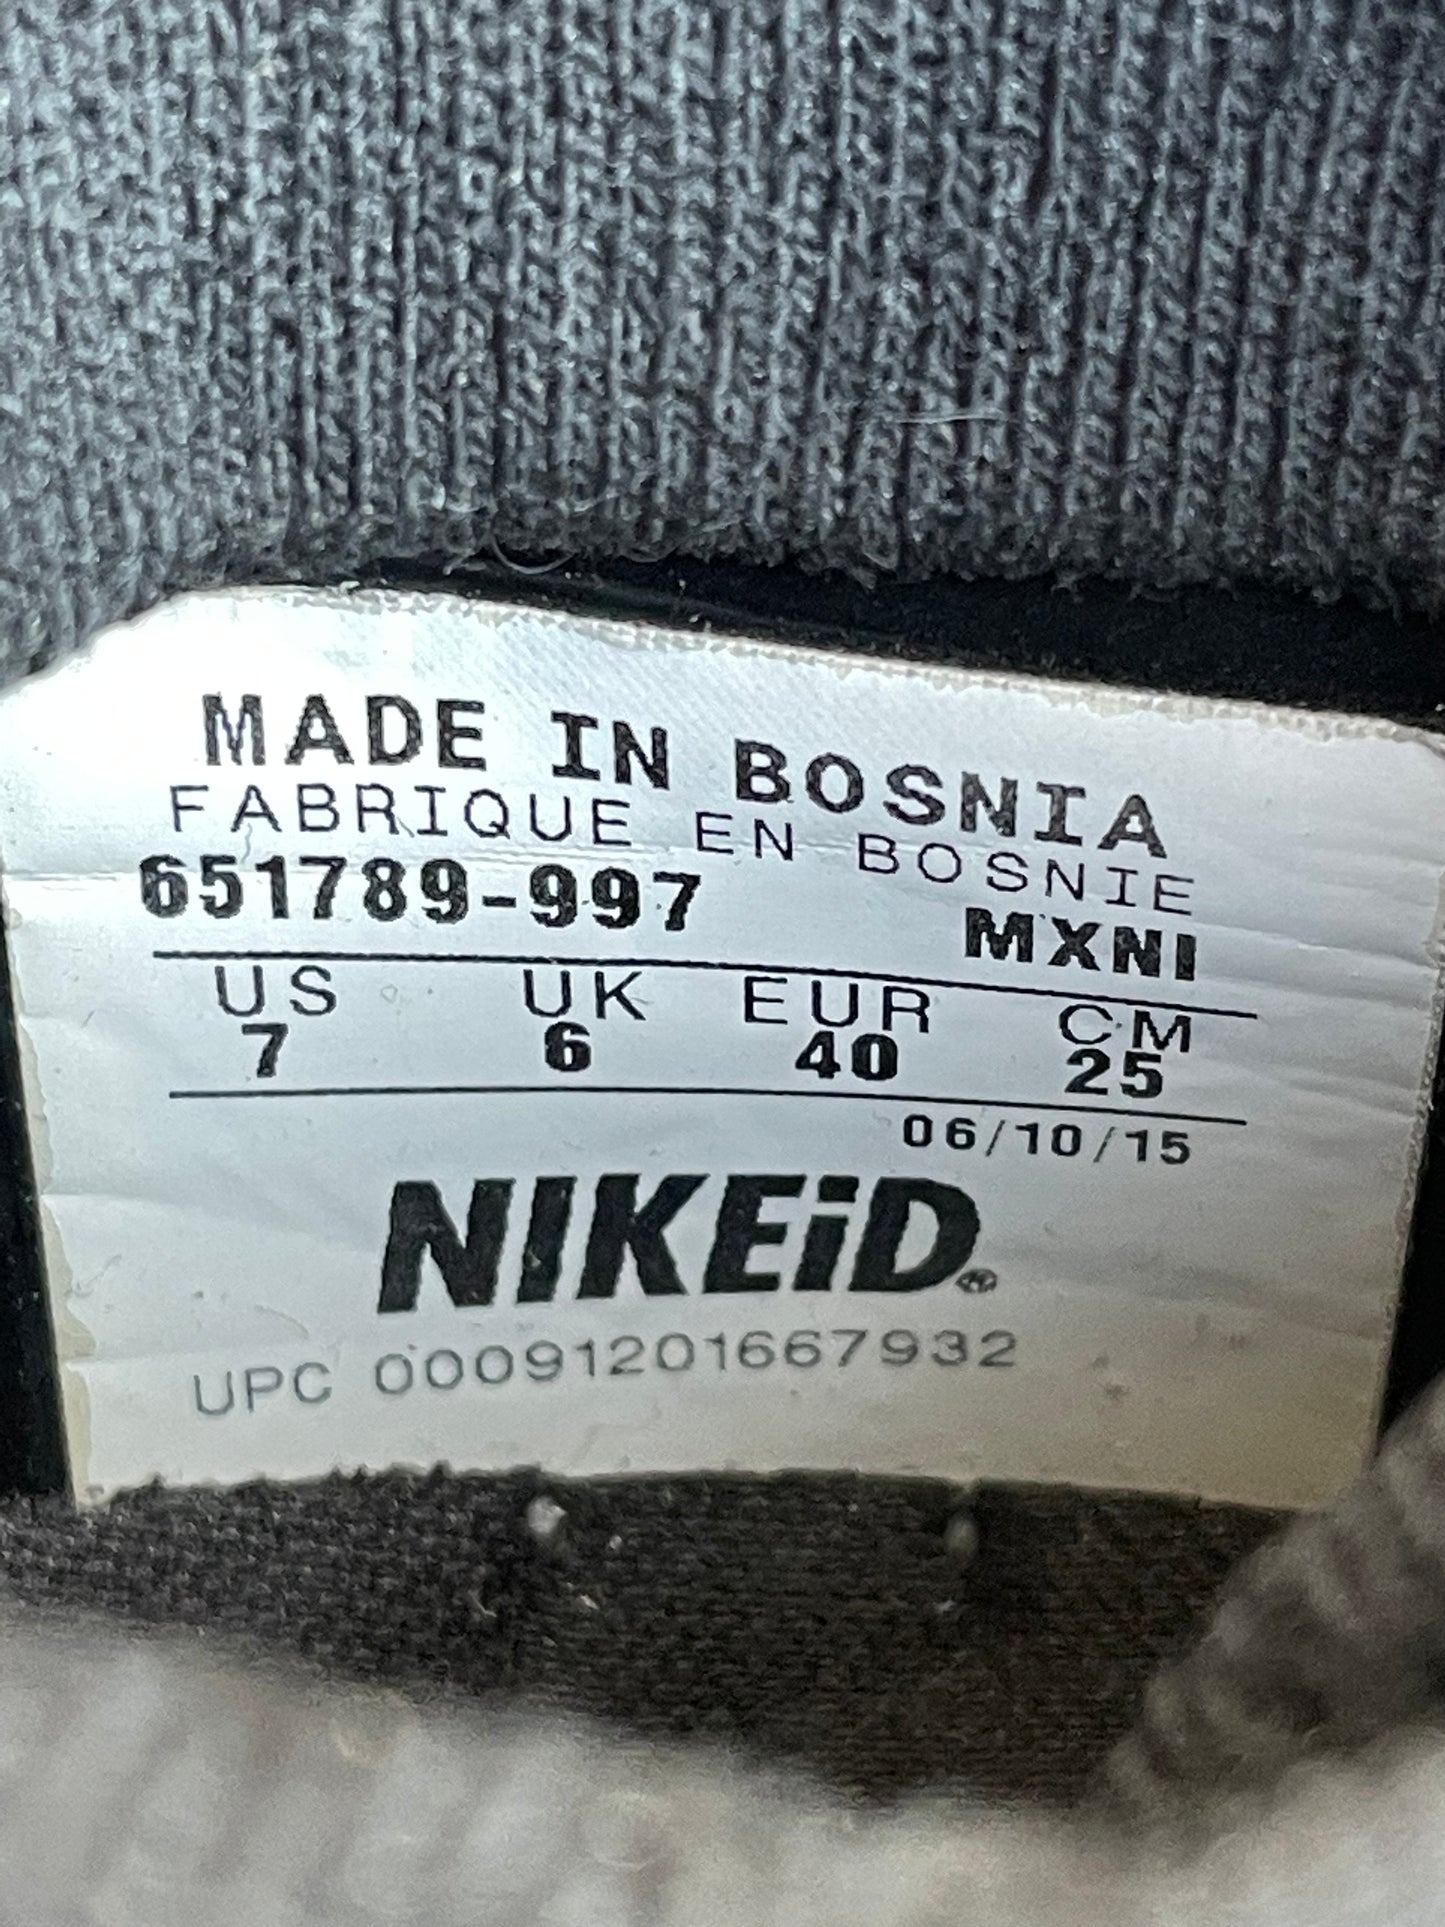 MADE IN BOSNIA
FABRIQUE EN BOSNIE
651789-997 MXNI
US UK EUR CM
7 6 40 25
06/10/15
NIKEiD®
UPC 00091201667932